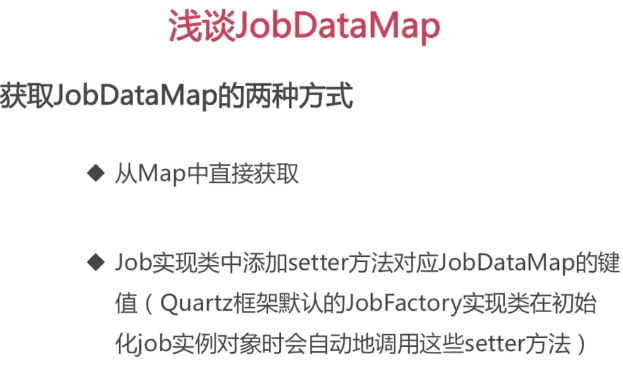 浅谈JobDataMap
获取JobDataMap的两种方式
◆ 从Map中直接获取
◆ Job实现类中添加setter方法对应JobDataMap的键
值（Quartz框架默认的JobFactory实现类在初始
化job实例对象时会自动地调用这些setter方法）